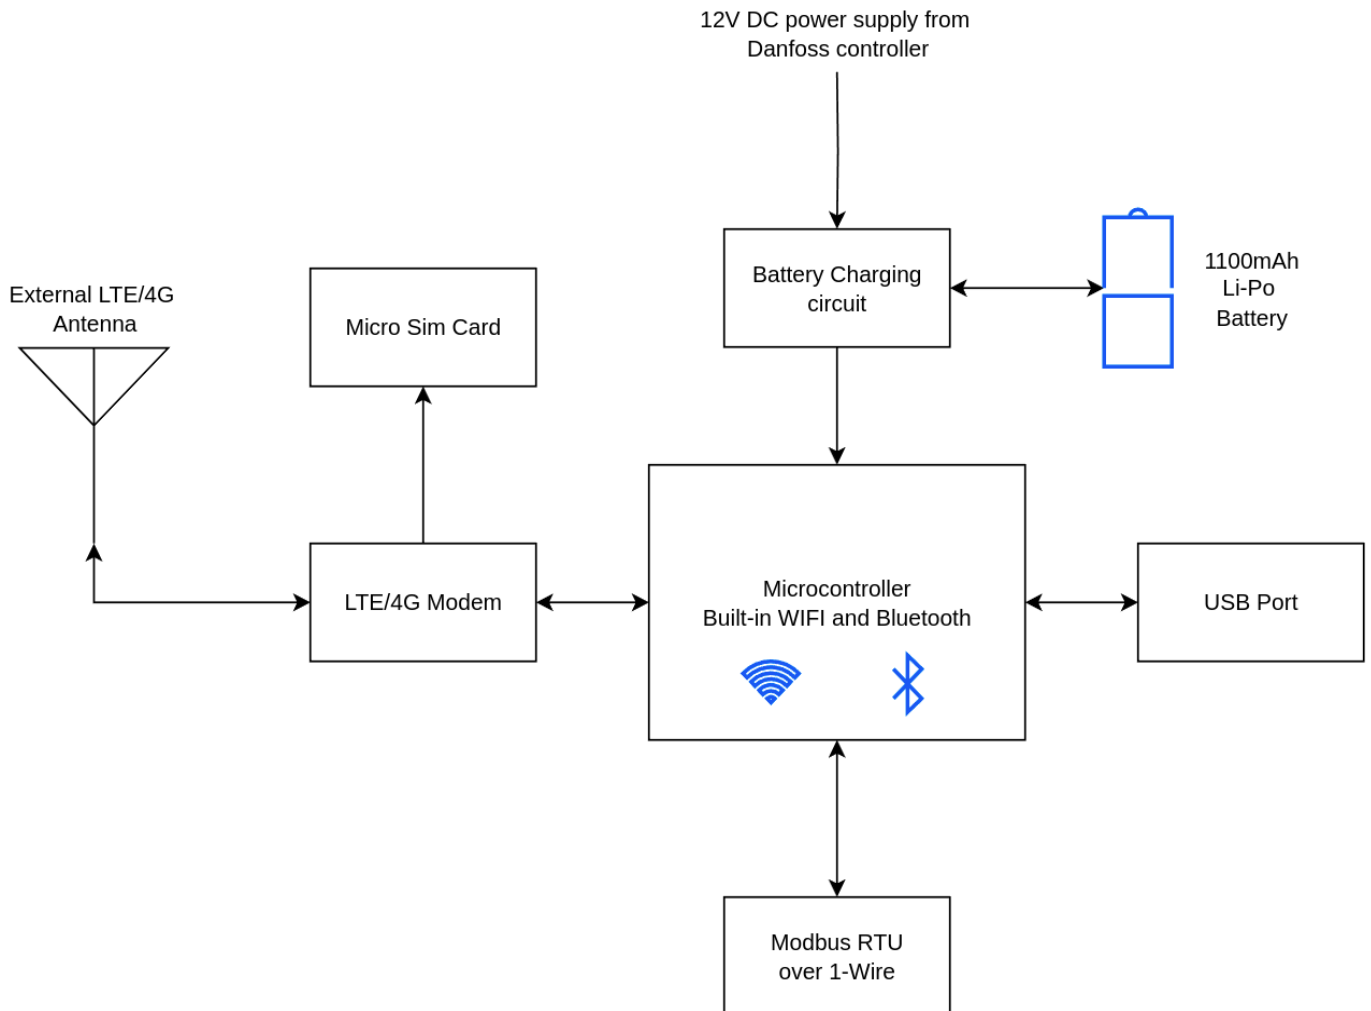 12V DC power supply from
Danfoss controller
Battery Charging
circuit
1100mAh
Li-Po
Battery
External LTE/4G
Antenna
Micro Sim Card
LTE/4G Modem
Microcontroller
Built-in WIFI and Bluetooth
USB Port
Modbus RTU
over 1-Wire